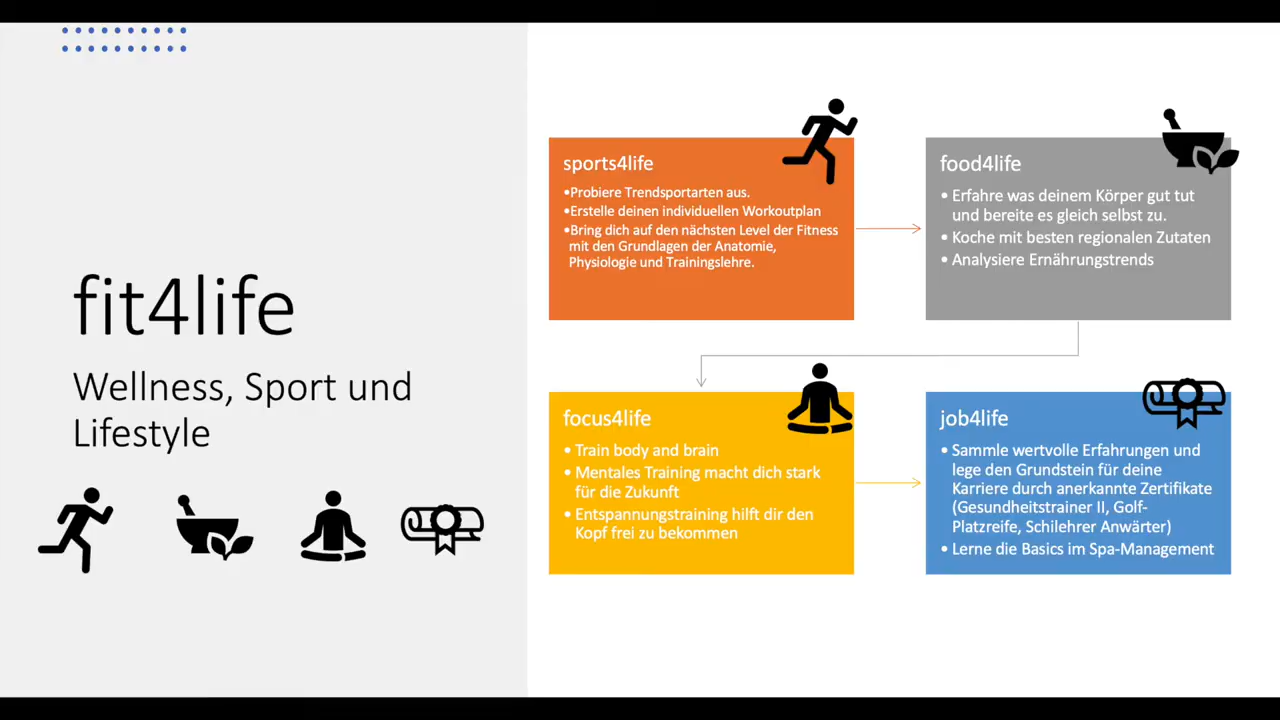 fit4life
Wellness, Sport und
Lifestyle
sports4life
•Probiere Trendsportarten aus.
•Erstelle deinen individuellen Workoutplan
•Bring dich auf den nächsten Level der Fitness
mit den Grundlagen der Anatomie,
Physiologie und Trainingslehre.
food4life
• Erfahre was deinem Körper gut tut
und bereite es gleich selbst zu.
• Koche mit besten regionalen Zutaten
• Analysiere Ernährungstrends
focus4life
• Train body and brain
• Mentales Training macht dich stark
für die Zukunft
• Entspannungstraining hilft dir den
Kopf frei zu bekommen
job4life
• Sammle wertvolle Erfahrungen und
lege den Grundstein für deine
Karriere durch anerkannte Zertifikate
(Gesundheitstrainer II, Golf-
Platzreife, Schilehrer Anwärter)
• Lerne die Basics im Spa-Management